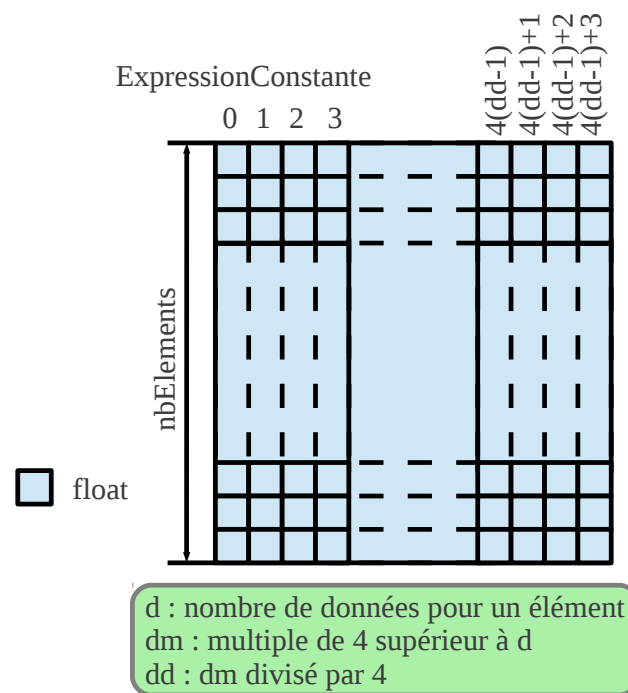 ExpressionConstante
0 1 2 3
4(dd-1)
4(dd-1)+1
4(dd-1)+2
4(dd-1)+3
nbElements
float
d : nombre de données pour un élément
dm : multiple de 4 supérieur à d
dd : dm divisé par 4